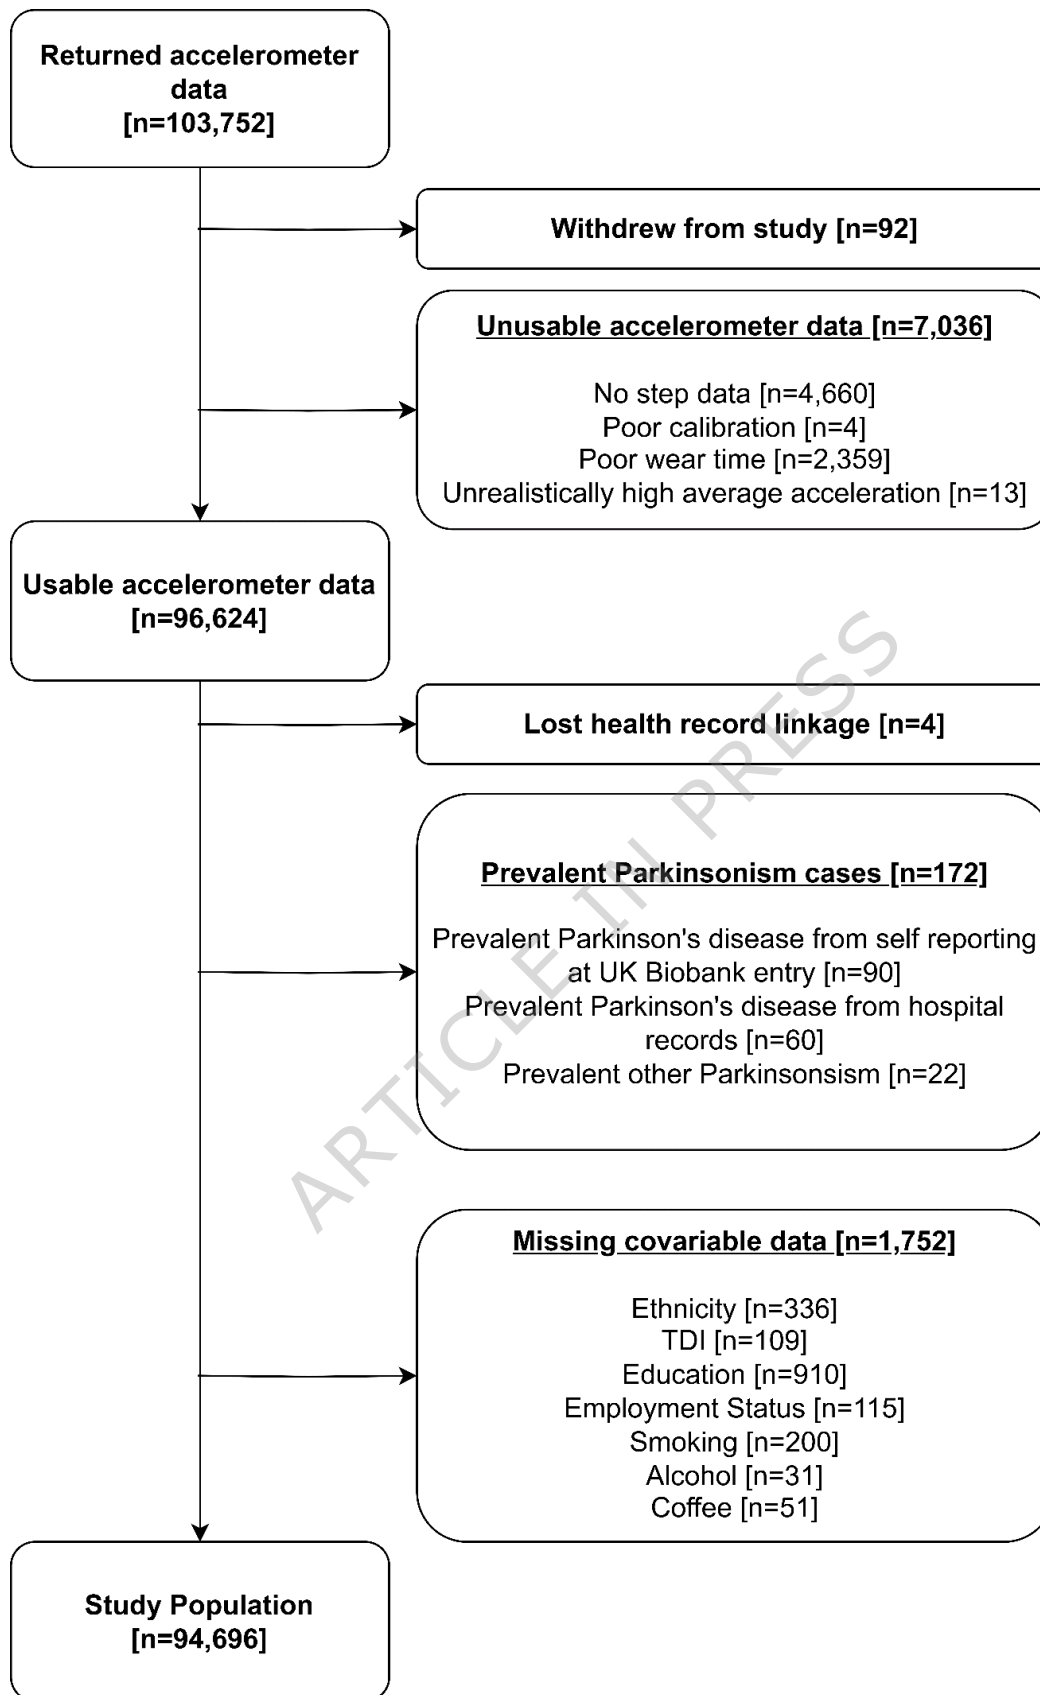 Returned accelerometer
data
[n=103,752]
Withdrew from study [n=92]
Unusable accelerometer data [n=7,036]
No step data [n=4,660]
Poor calibration [n=4]
Poor wear time [n=2,359]
Unrealistically high average acceleration [n=13]
Usable accelerometer data
[n=96,624]
Lost health record linkage [n=4]
Prevalent Parkinsonism cases [n=172]
Prevalent Parkinson's disease from self reporting
at UK Biobank entry [n=90]
Prevalent Parkinson's disease from hospital
records [n=60]
Prevalent other Parkinsonsism [n=22]
Missing covariable data [n=1,752]
Ethnicity [n=336]
TDI [n=109]
Education [n=910]
Employment Status [n=115]
Smoking [n=200]
Alcohol [n=31]
Coffee [n=51]
Study Population
[n=94,696]
ARTICLE IN PRESS